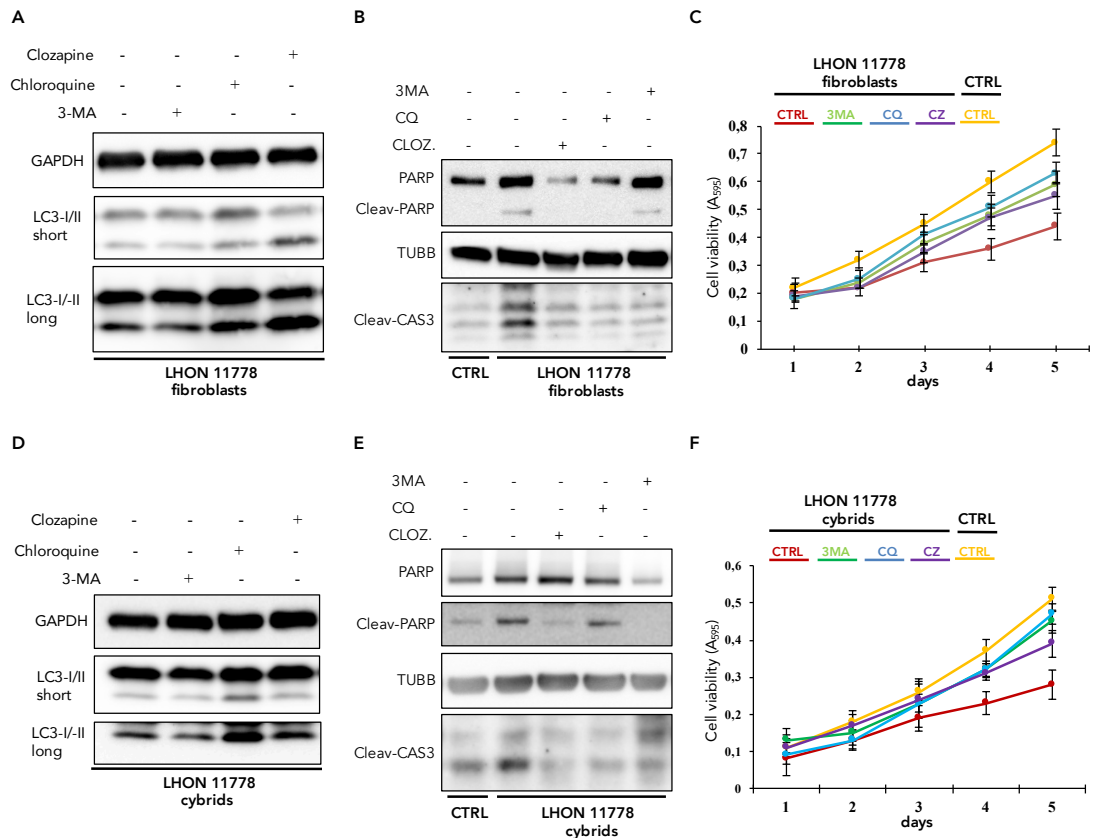 A
Clozapine - - - +
Chloroquine - - + -
3-MA - + - -
GAPDH
LC3-I/II
short
LC3-I/-II
long
LHON 11778
fibroblasts
B
3MA - - - - +
CQ - - - + -
CLOZ. - - + - -
PARP
Cleav-PARP
TUBB
Cleav-CAS3
CTRL
LHON 11778
fibroblasts
C
LHON 11778
fibroblasts
CTRL
CTRL 3MA CQ CZ CTRL
Cell viability (A595)
0,8
0,7
0,6
0,5
0,4
0,3
0,2
0,1
0
1 2 3 4 5
days
D
Clozapine - - - +
Chloroquine - - + -
3-MA - + - -
GAPDH
LC3-I/II
short
LC3-I/-II
long
LHON 11778
cybrids
E
3MA - - - - +
CQ - - - + -
CLOZ. - - + - -
PARP
Cleav-PARP
TUBB
Cleav-CAS3
CTRL
LHON 11778
cybrids
F
LHON 11778
cybrids
CTRL
CTRL 3MA CQ CZ CTRL
Cell viability (A595)
0,6
0,5
0,4
0,3
0,2
0,1
0
1 2 3 4 5
days